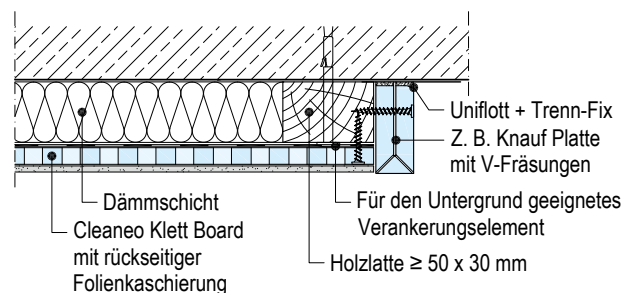 Uniflott + Trenn-Fix
Z. B. Knauf Platte
mit V-Fräsungen
Dämmschicht
Für den Untergrund geeignetes
Verankerungselement
Cleaneo Klett Board
mit rückseitiger
Folienkaschierung
Holzlatte ≥ 50 x 30 mm